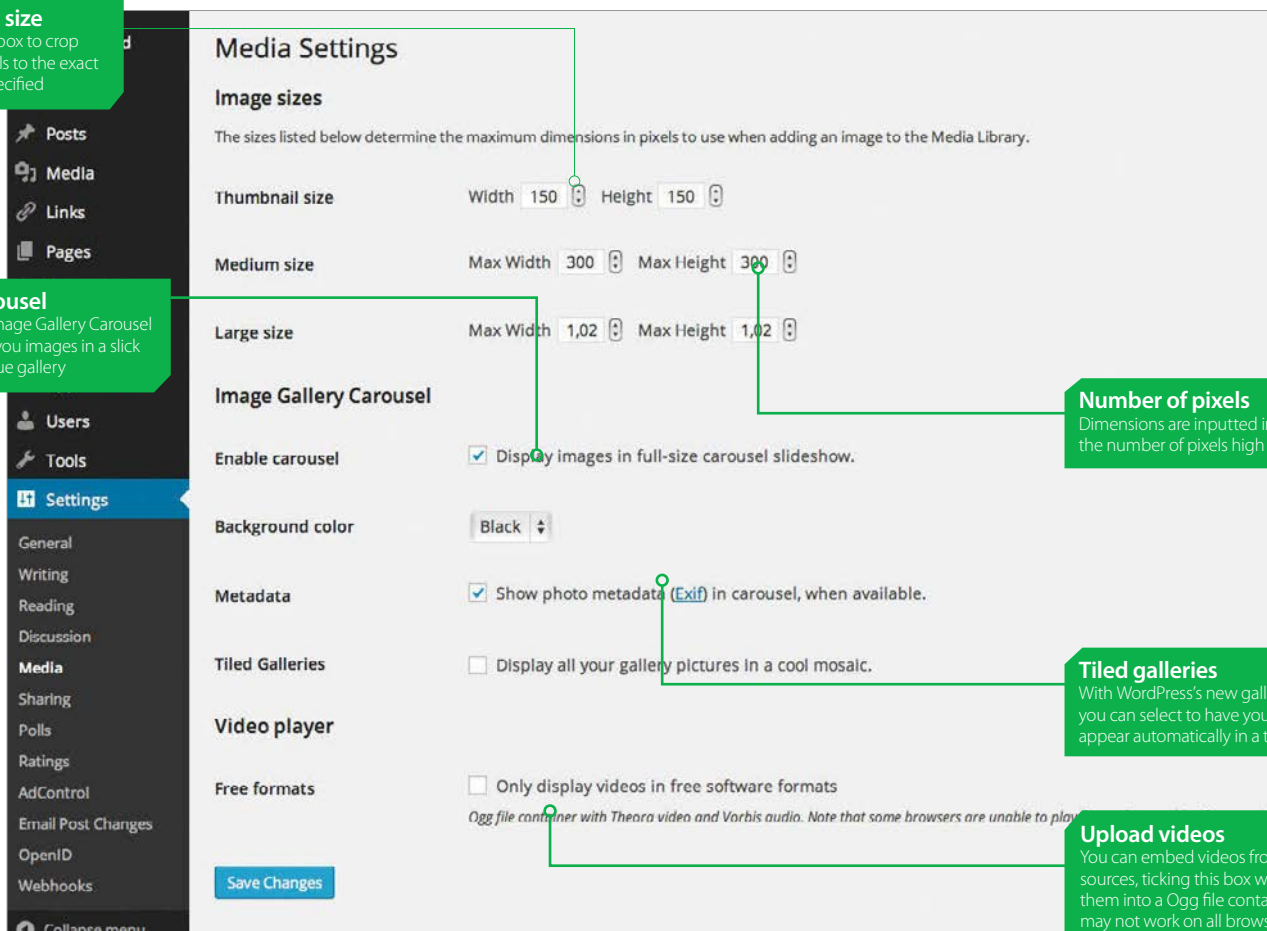 size
box to crop
ls to the exact
ecified
d
Posts
Media
Links
Pages
ousel
mage Gallery Carousel
you images in a slick
ue gallery
Users
Tools
Settings
General
Writing
Reading
Discussion
Media
Sharing
Polls
Ratings
AdControl
Email Post Changes
OpenID
Webhooks
Collapse menu
Media Settings
Image sizes
The sizes listed below determine the maximum dimensions in pixels to use when adding an image to the Media Library.
Thumbnail size Width 150 Height 150
Medium size Max Width 300 Max Height 300
Large size Max Width 1,02 Max Height 1,02
Image Gallery Carousel
Enable carousel Display images in full-size carousel slideshow.
Background color Black
Metadata Show photo metadata (Exif) in carousel, when available.
Tiled Galleries Display all your gallery pictures in a cool mosaic.
Video player
Free formats Only display videos in free software formats
Ogg file container with Theora video and Vorbis audio. Note that some browsers are unable to play
Save Changes
Number of pixels
Dimensions are inputted i
the number of pixels high
Tiled galleries
With WordPress's new gall
you can select to have you
appear automatically in a t
Upload videos
You can embed videos fro
sources, ticking this box w
them into a Ogg file conta
may not work on all brows